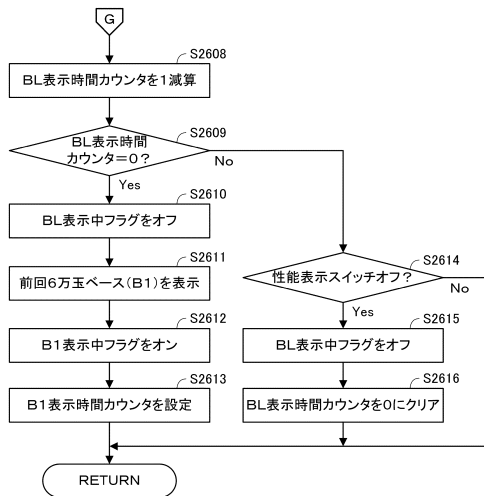 G
S2608
BL表示時間カウンタを1減算
S2609
BL表示時間
カウンタ=0?
No
Yes
S2610
BL表示中フラグをオフ
S2611
前回6万玉ベース(B1)を表示
S2612
B1表示中フラグをオン
S2613
B1表示時間カウンタを設定
S2614
性能表示スイッチオフ?
No
Yes
S2615
BL表示中フラグをオフ
S2616
BL表示時間カウンタを0にクリア
RETURN